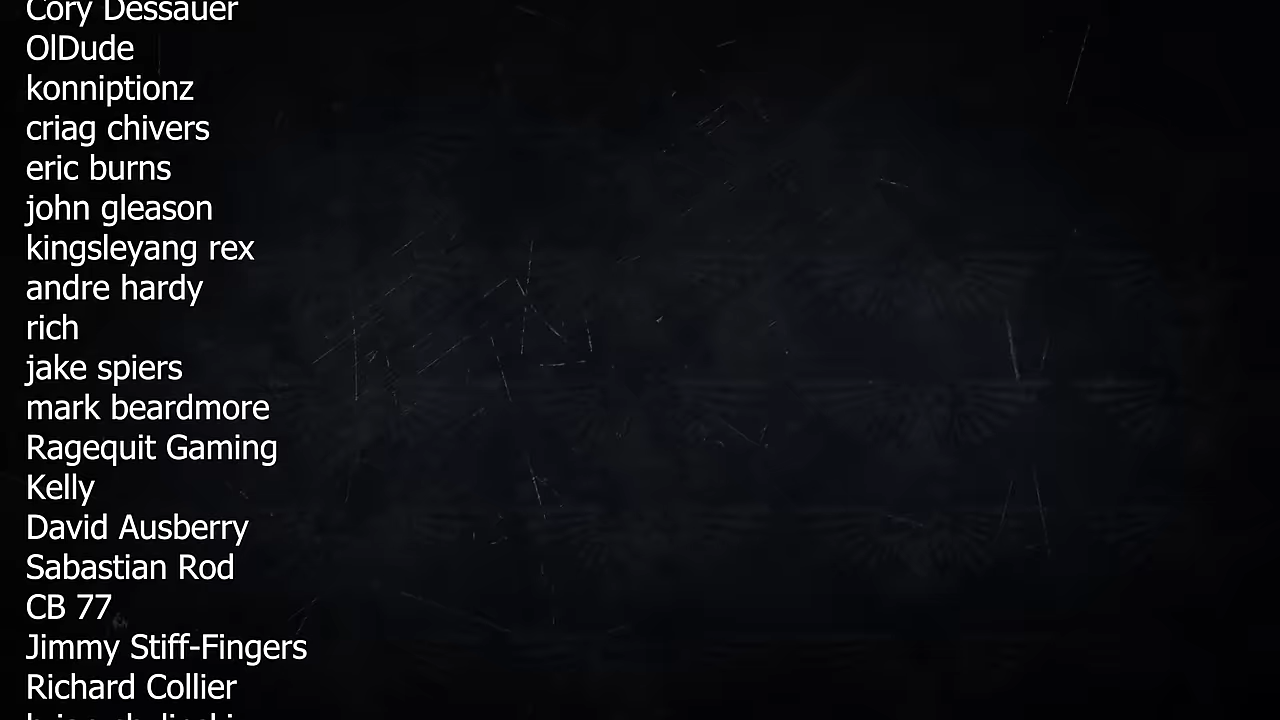 Cory Dessauer
OlDude
konniptionz
criag chivers
eric burns
john gleason
kingsleyang rex
andre hardy
rich
jake spiers
mark beardmore
Ragequit Gaming
Kelly
David Ausberry
Sabastian Rod
CB 77
Jimmy Stiff-Fingers
Richard Collier